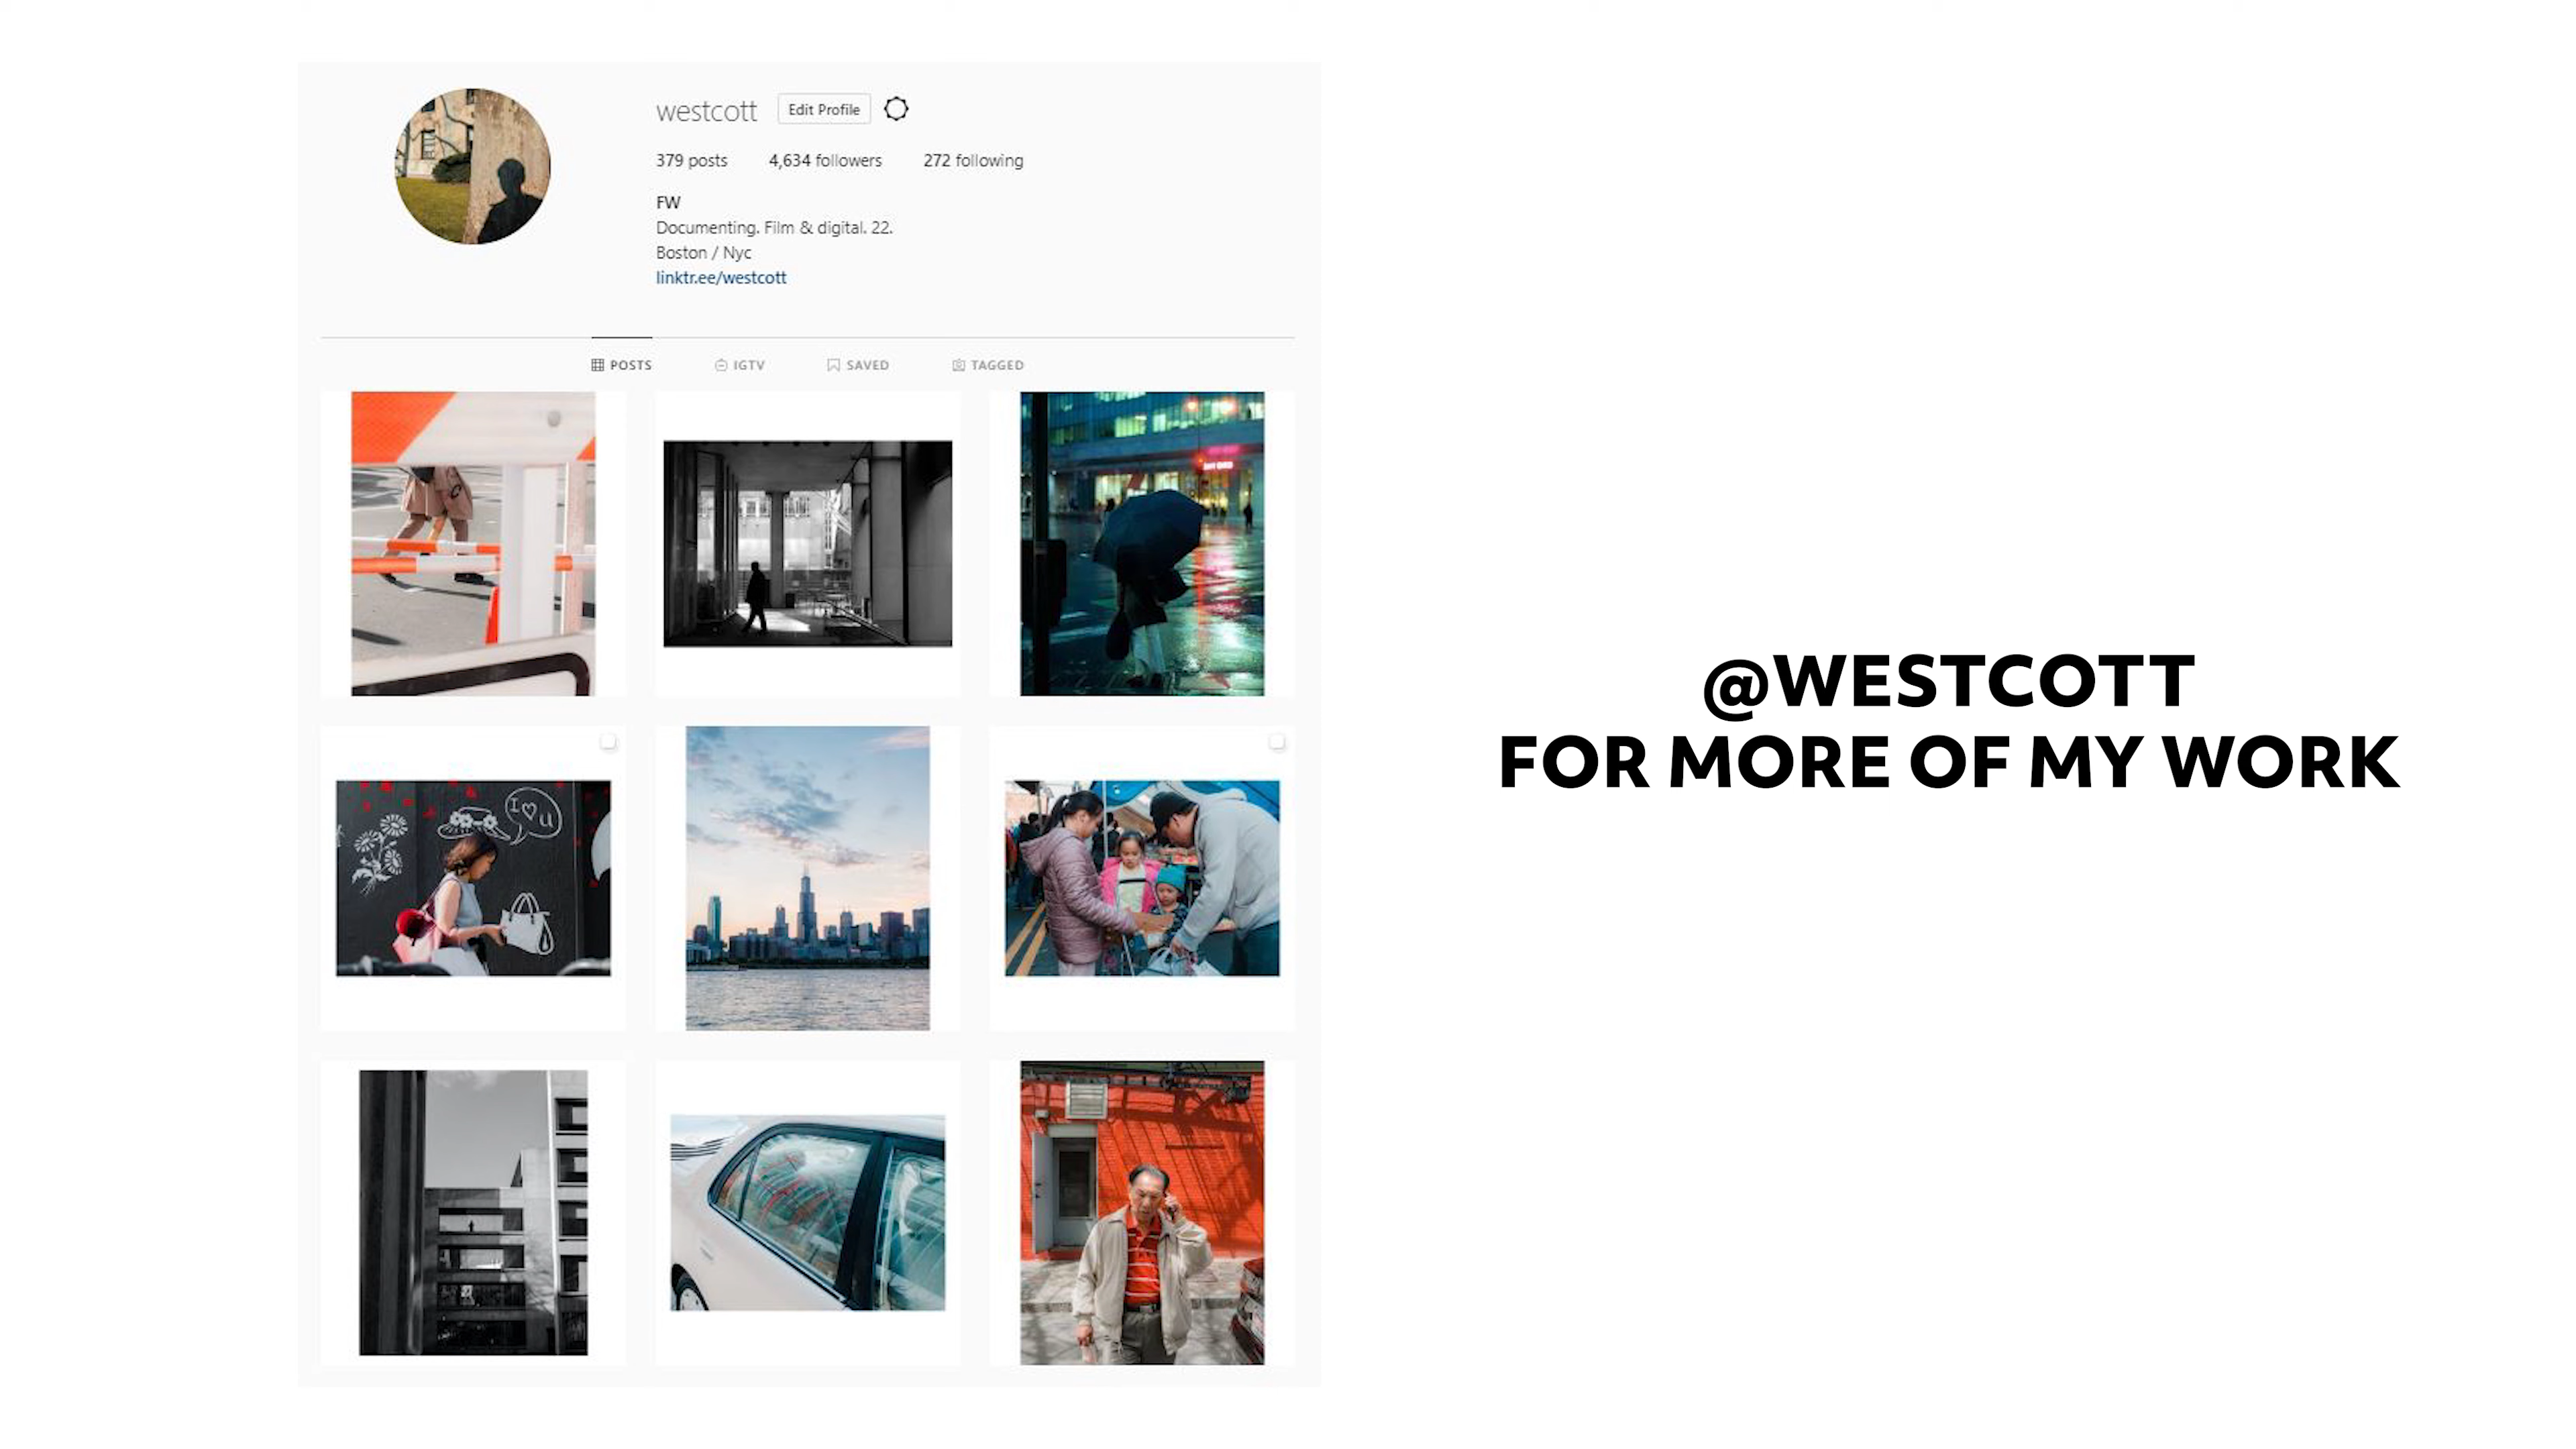 westcott
Edit Profile
379 posts 4,634 followers 272 following
FW
Documenting. Film & digital. 22.
Boston / Nyc
linktr.ee/westcott
POSTS IGTV SAVED TAGGED
I ♡ u
@WESTCOTT
FOR MORE OF MY WORK